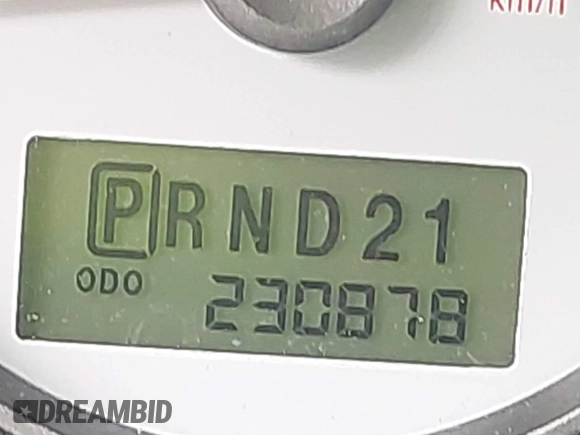 km/h
PRND21
ODO 230878
DREAMBID